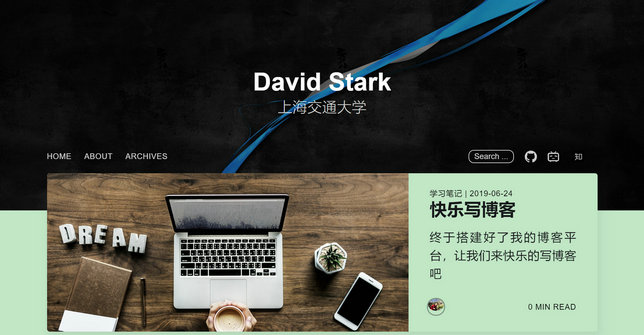 David Stark
上海交通大学
HOME ABOUT ARCHIVES Search ... 知
学习笔记 | 2019-06-24
快乐写博客
DREAM
终于搭建好了我的博客平
台，让我们来快乐的写博客
吧
0 MIN READ